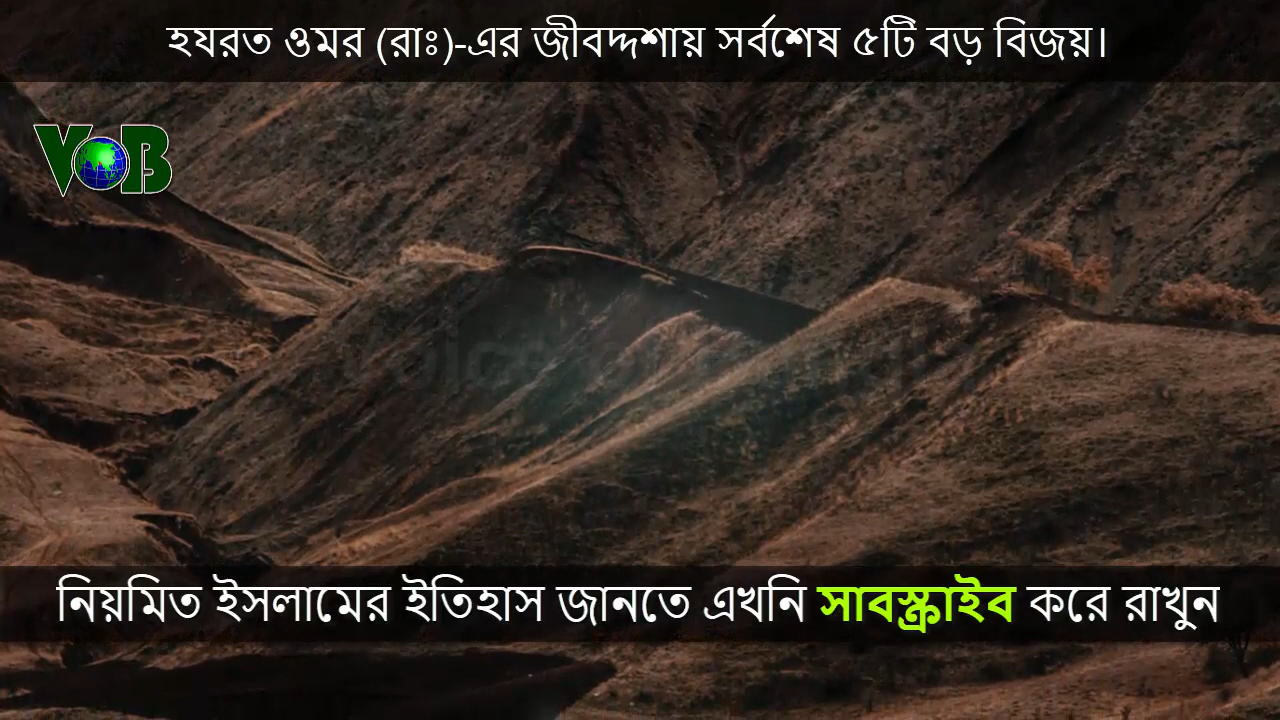 হযরত ওমর (রাঃ)-এর জীবদ্দশায় সর্বশেষ ৫টি বড় বিজয়।
VOB
নিয়মিত ইসলামের ইতিহাস জানতে এখনি সাবস্ক্রাইব করে রাখুন